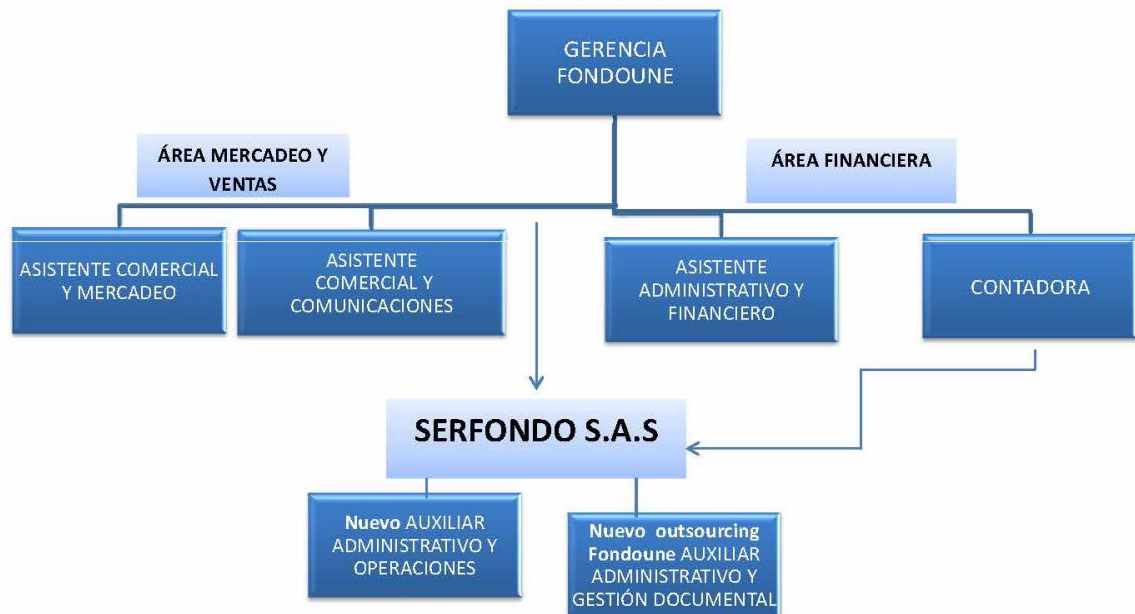 GERENCIA
FONDOUNE
ÁREA MERCADEO Y
VENTAS
ÁREA FINANCIERA
ASISTENTE COMERCIAL
Y MERCADEO
ASISTENTE
COMERCIAL Y
COMUNICACIONES
ASISTENTE
ADMINISTRATIVO Y
FINANCIERO
CONTADORA
SERFONDO S.A.S
Nuevo AUXILIAR
ADMINISTRATIVO Y
OPERACIONES
Nuevo outsourcing
Fondoune AUXILIAR
ADMINISTRATIVO Y
GESTIÓN DOCUMENTAL